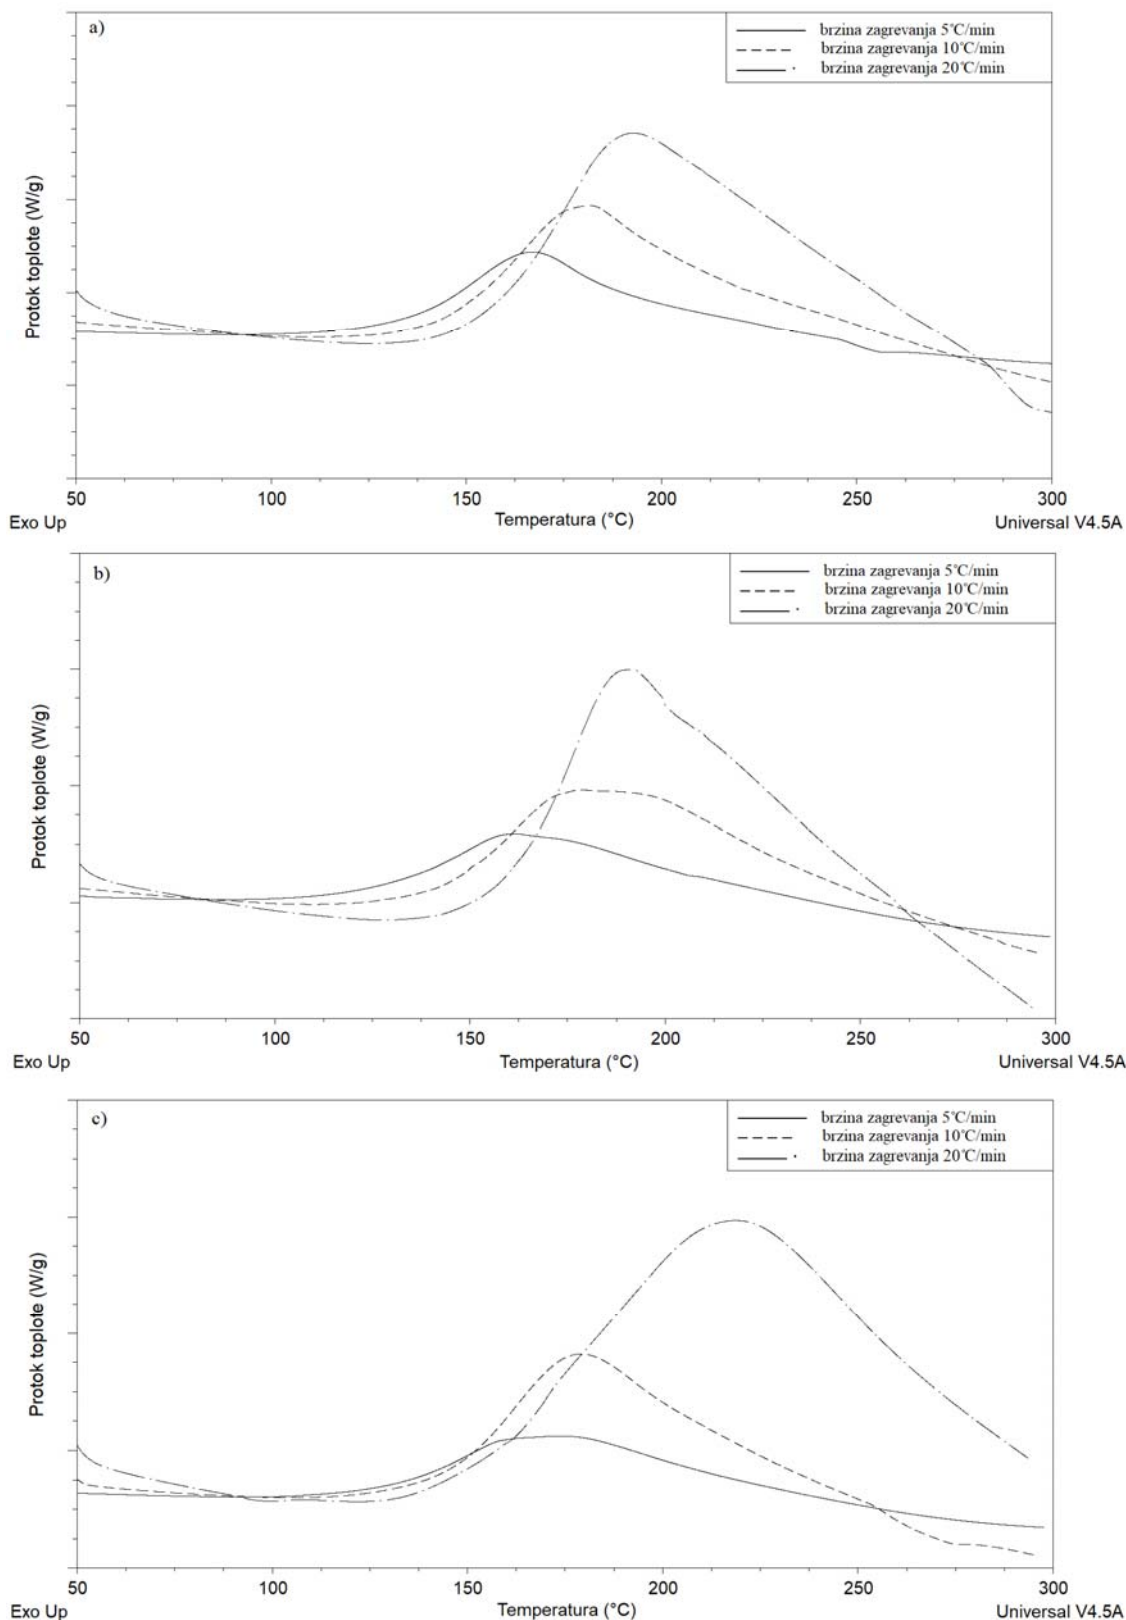 a)
brzina zagrevanja 5°C/min
brzina zagrevanja 10°C/min
brzina zagrevanja 20°C/min
Protok toplote (W/g)
50 100 150 200 250 300
Exo Up Temperatura (°C) Universal V4.5A
b)
brzina zagrevanja 5°C/min
brzina zagrevanja 10°C/min
brzina zagrevanja 20°C/min
Protok toplote (W/g)
50 100 150 200 250 300
Exo Up Temperatura (°C) Universal V4.5A
c)
brzina zagrevanja 5°C/min
brzina zagrevanja 10°C/min
brzina zagrevanja 20°C/min
Protok toplote (W/g)
50 100 150 200 250 300
Exo Up Temperatura (°C) Universal V4.5A